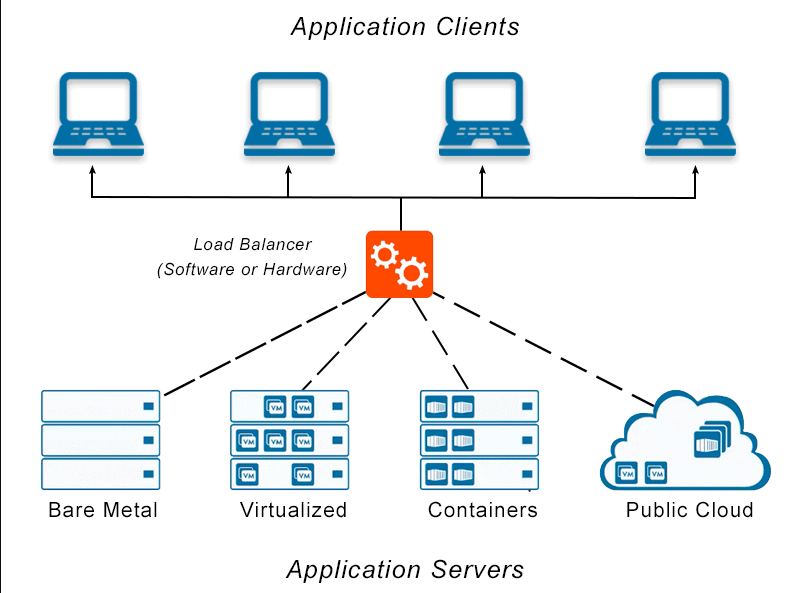 Application Clients
Load Balancer
(Software or Hardware)
VM VM
VM VM VM
VM VM
VM VM
Bare Metal Virtualized Containers Public Cloud
Application Servers